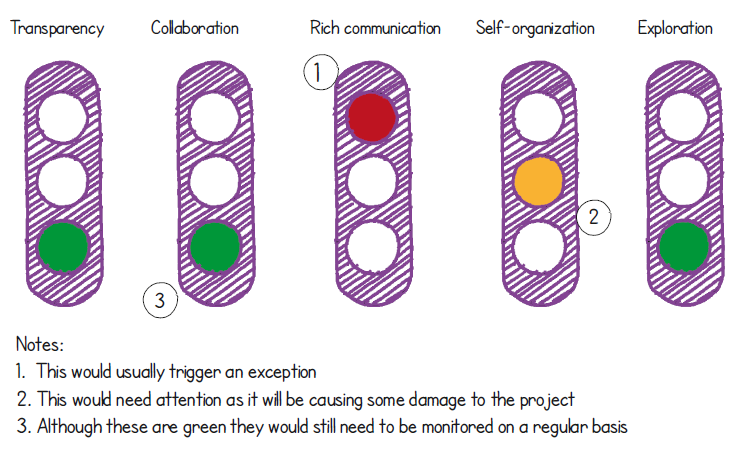 Transparency Collaboration Rich communication Self-organization Exploration
1
2
3
Notes:
1. This would usually trigger an exception
2. This would need attention as it will be causing some damage to the project
3. Although these are green they would still need to be monitored on a regular basis